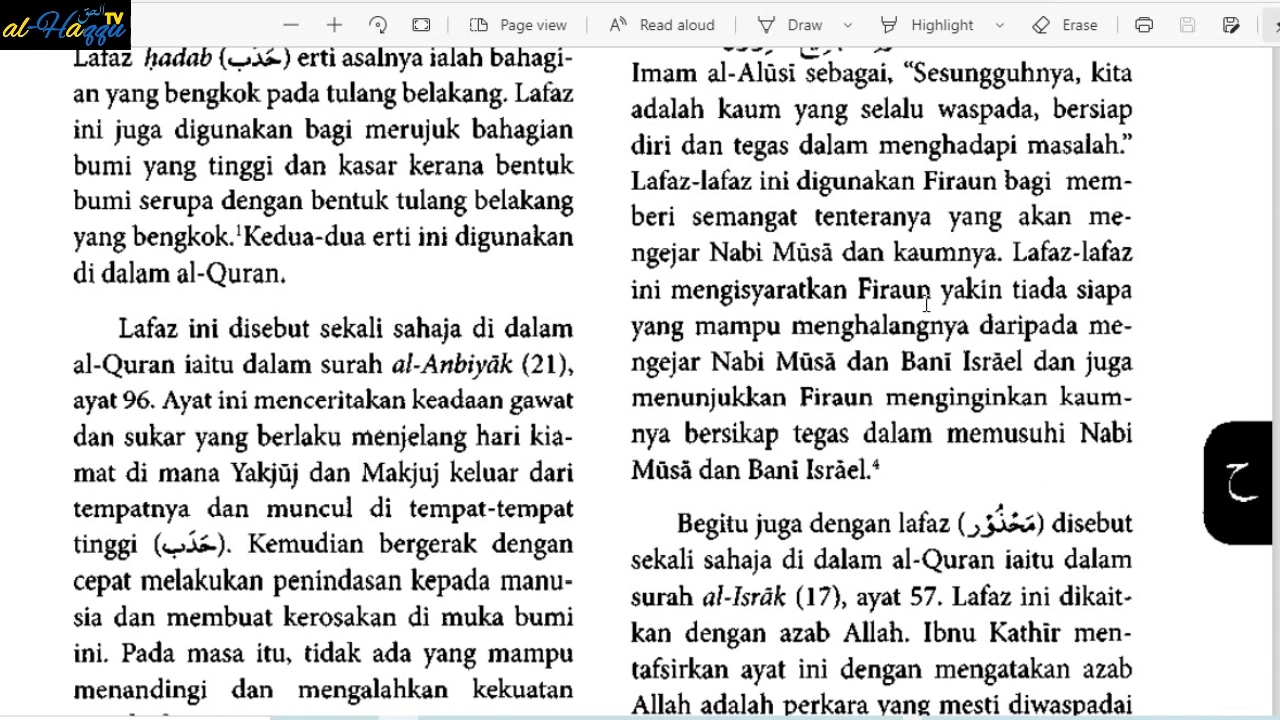 الحق
al-Haqqu TV
Page view
Read aloud
Draw
Highlight
Erase
Lafaz ḥadab (حَدَب) erti asalnya ialah bahagi-
an yang bengkok pada tulang belakang. Lafaz
ini juga digunakan bagi merujuk bahagian
bumi yang tinggi dan kasar kerana bentuk
bumi serupa dengan bentuk tulang belakang
yang bengkok.¹Kedua-dua erti ini digunakan
di dalam al-Quran.
Lafaz ini disebut sekali sahaja di dalam
al-Quran iaitu dalam surah al-Anbiyāk (21),
ayat 96. Ayat ini menceritakan keadaan gawat
dan sukar yang berlaku menjelang hari kia-
mat di mana Yakjūj dan Makjuj keluar dari
tempatnya dan muncul di tempat-tempat
tinggi (حَدَب). Kemudian bergerak dengan
cepat melakukan penindasan kepada manu-
sia dan membuat kerosakan di muka bumi
ini. Pada masa itu, tidak ada yang mampu
menandingi dan mengalahkan kekuatan
Imam al-Alūsī sebagai, “Sesungguhnya, kita
adalah kaum yang selalu waspada, bersiap
diri dan tegas dalam menghadapi masalah.”
Lafaz-lafaz ini digunakan Firaun bagi mem-
beri semangat tenteranya yang akan me-
ngejar Nabi Mūsā dan kaumnya. Lafaz-lafaz
ini mengisyaratkan Firaun yakin tiada siapa
yang mampu menghalangnya daripada me-
ngejar Nabi Mūsā dan Banī Isrāel dan juga
menunjukkan Firaun menginginkan kaum-
nya bersikap tegas dalam memusuhi Nabi
Mūsā dan Banī Isrāel.⁴
Begitu juga dengan lafaz (مَحْذُوْر) disebut
sekali sahaja di dalam al-Quran iaitu dalam
surah al-Isrāk (17), ayat 57. Lafaz ini dikait-
kan dengan azab Allah. Ibnu Kathīr men-
tafsirkan ayat ini dengan mengatakan azab
Allah adalah perkara yang mesti diwaspadai
ح